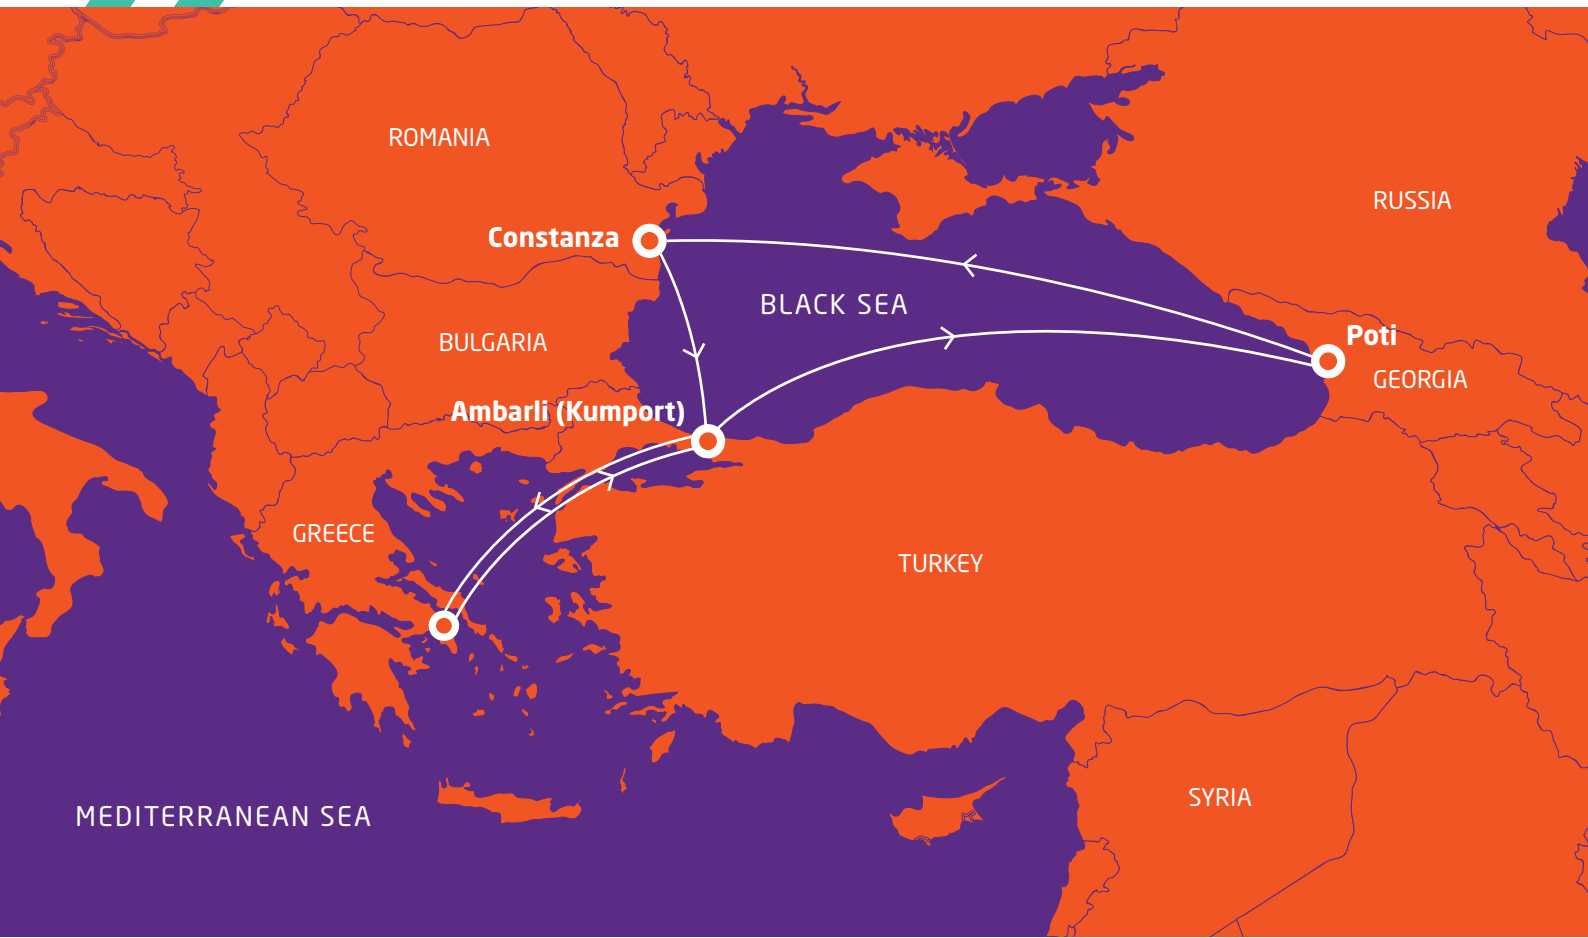 ROMANIA
RUSSIA
Constanza
BLACK SEA
Poti
BULGARIA
GEORGIA
Ambarli (Kumport)
GREECE
TURKEY
SYRIA
MEDITERRANEAN SEA